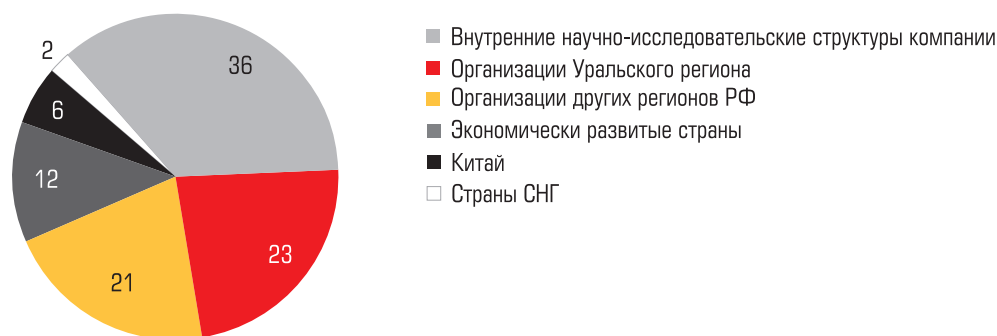 2
36
6
12
21
23
Внутренние научно-исследовательские структуры компании
Организации Уральского региона
Организации других регионов РФ
Экономически развитые страны
Китай
Страны СНГ